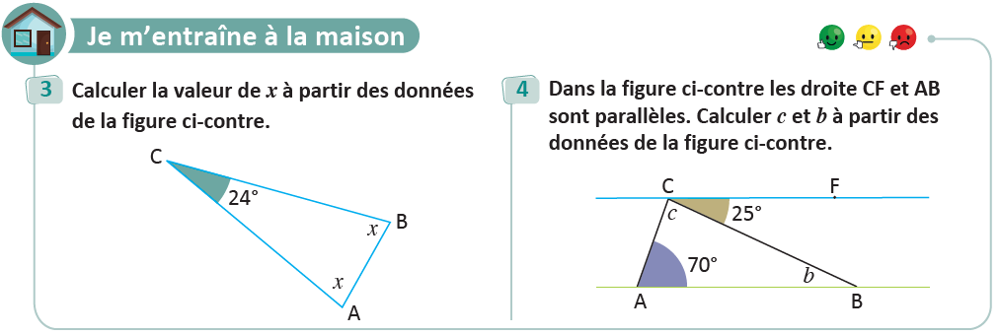 Je m'entraîne à la maison
3 Calculer la valeur de x à partir des données
de la figure ci-contre.
C
24°
x
B
x
A
4 Dans la figure ci-contre les droite CF et AB
sont parallèles. Calculer c et b à partir des
données de la figure ci-contre.
C
F
c
25°
70°
b
A
B